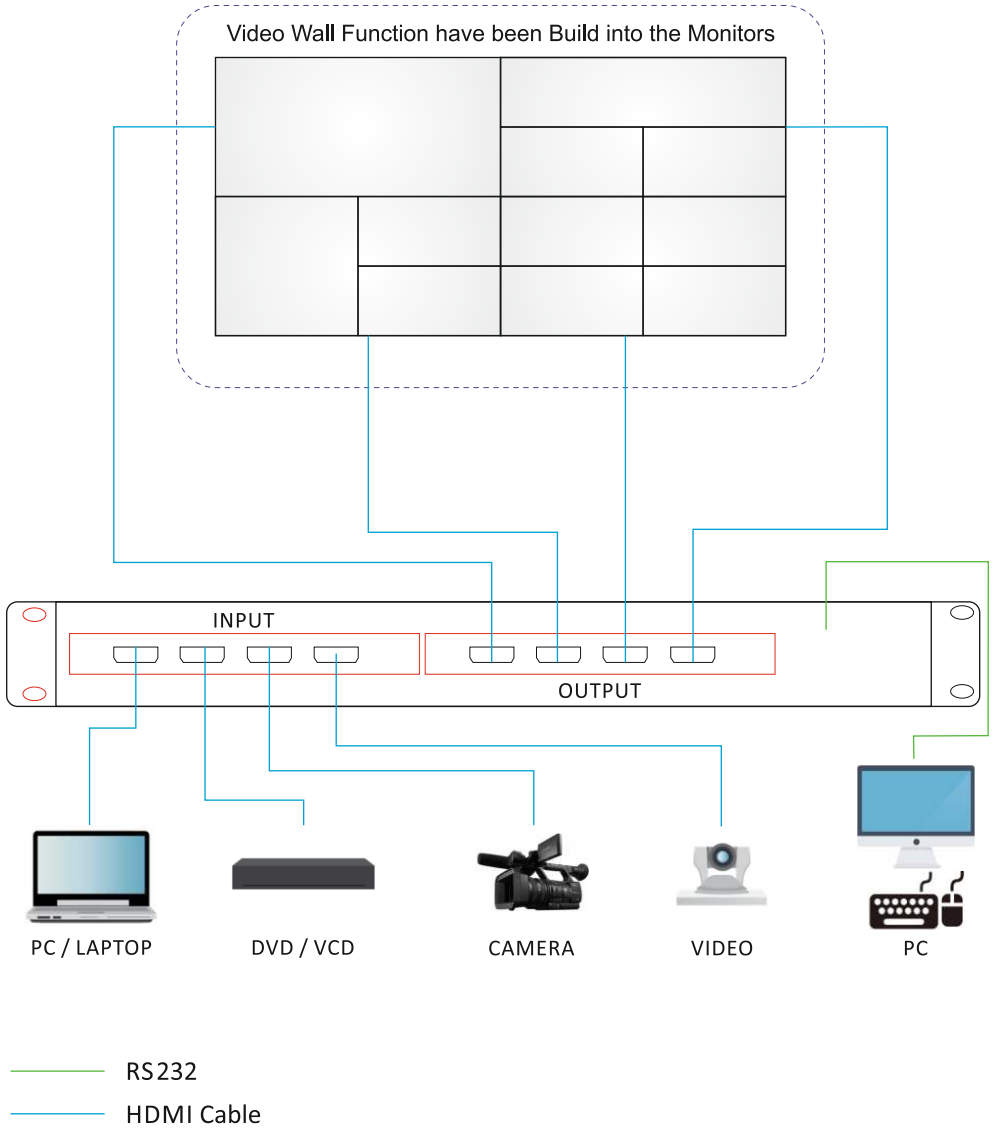 Video Wall Function have been Build into the Monitors
INPUT
OUTPUT
PC / LAPTOP
DVD / VCD
CAMERA
VIDEO
PC
RS232
HDMI Cable